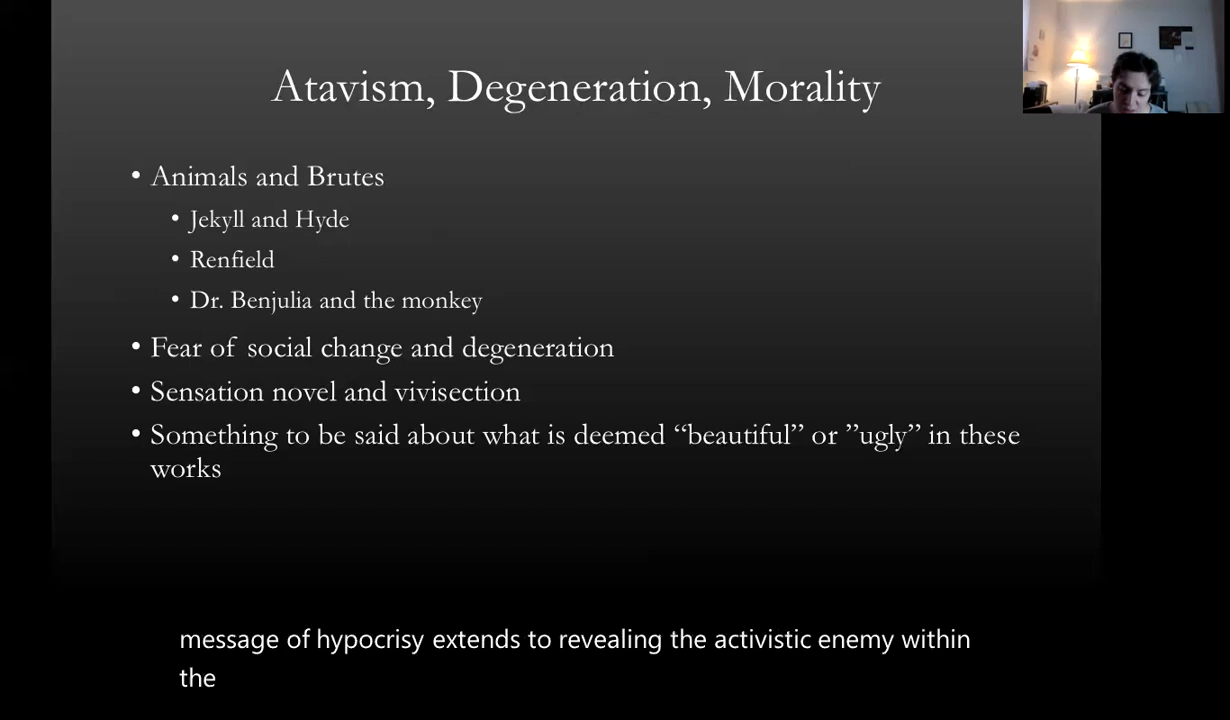 Atavism, Degeneration, Morality
• Animals and Brutes
• Jekyll and Hyde
• Renfield
• Dr. Benjulia and the monkey
• Fear of social change and degeneration
• Sensation novel and vivisection
• Something to be said about what is deemed “beautiful” or ”ugly” in these
works
message of hypocrisy extends to revealing the activistic enemy within
the